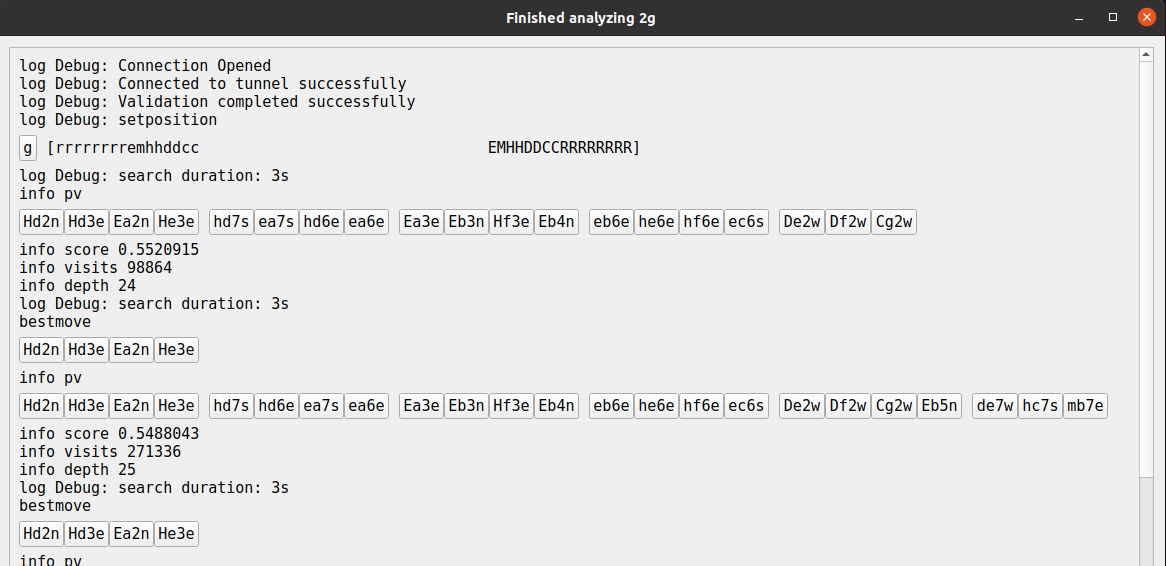 Finished analyzing 2g
log Debug: Connection Opened
log Debug: Connected to tunnel successfully
log Debug: Validation completed successfully
log Debug: setposition
g [rrrrrrrremhhddcc                                EMHHDDCCRRRRRRRR]
log Debug: search duration: 3s
info pv
Hd2n Hd3e Ea2n He3e hd7s ea7s hd6e ea6e Ea3e Eb3n Hf3e Eb4n eb6e he6e hf6e ec6s De2w Df2w Cg2w
info score 0.5520915
info visits 98864
info depth 24
log Debug: search duration: 3s
bestmove
Hd2n Hd3e Ea2n He3e
info pv
Hd2n Hd3e Ea2n He3e hd7s hd6e ea7s ea6e Ea3e Eb3n Hf3e Eb4n eb6e he6e hf6e ec6s De2w Df2w Cg2w Eb5n de7w hc7s mb7e
info score 0.5488043
info visits 271336
info depth 25
log Debug: search duration: 3s
bestmove
Hd2n Hd3e Ea2n He3e
info pv